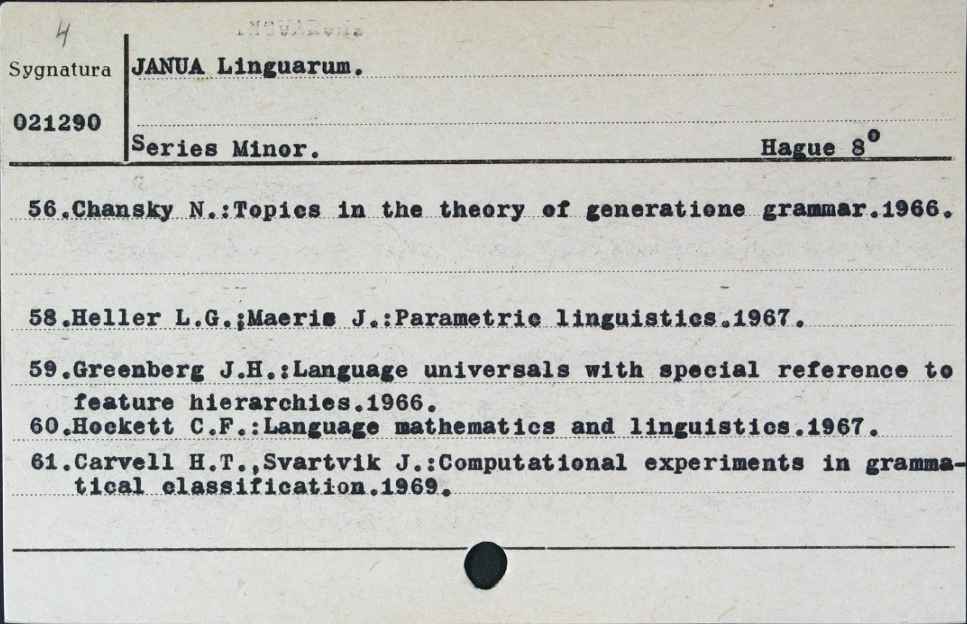 4
Sygnatura
JANUA Linguarum.
021290
Series Minor. Hague 8°
56.Chansky N.:Topics in the theory of generatione grammar.1966.
58.Heller L.G.;Maeris J.:Parametric linguistics.1967.
59.Greenberg J.H.:Language universals with special reference to
feature hierarchies.1966.
60.Hockett C.F.:Language mathematics and linguistics.1967.
61.Carvell H.T.,Svartvik J.:Computational experiments in gramma-
tical classification.1969.